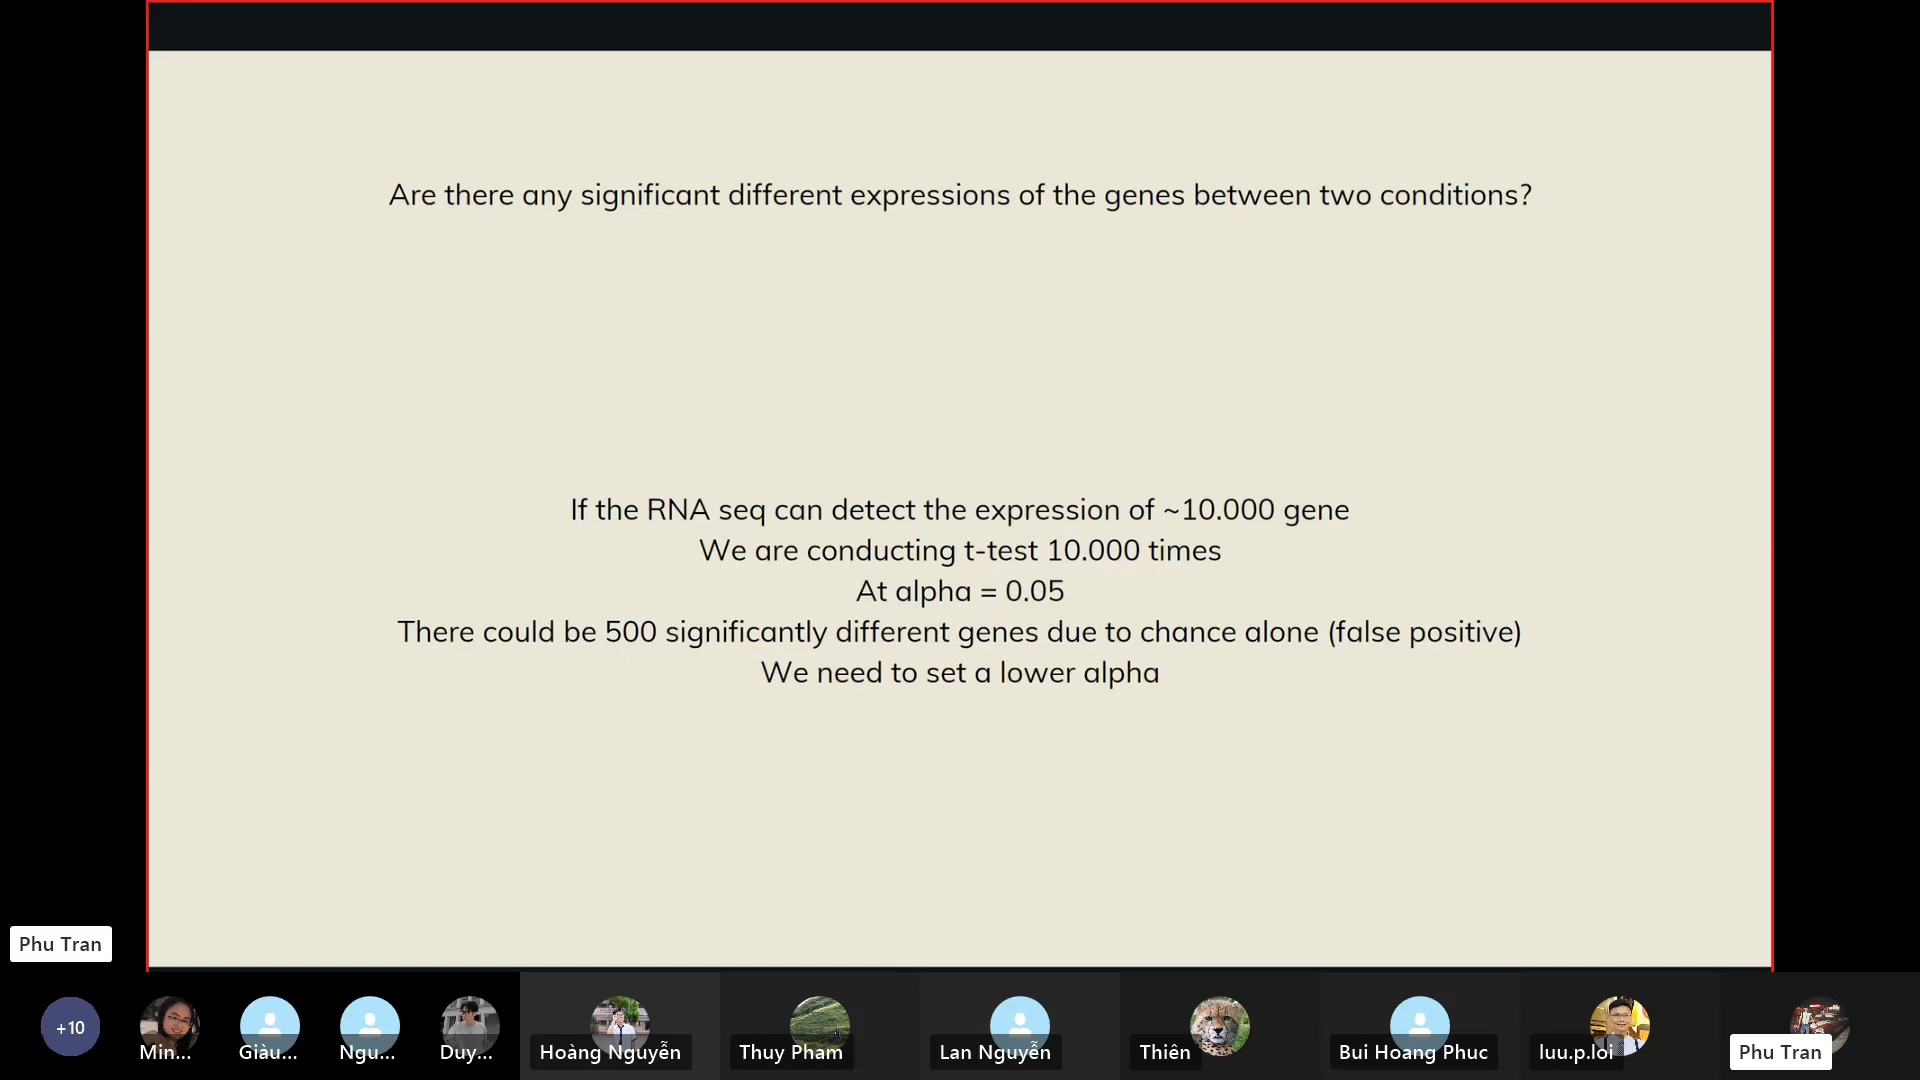 Are there any significant different expressions of the genes between two conditions?
If the RNA seq can detect the expression of ~10.000 gene
We are conducting t-test 10.000 times
At alpha = 0.05
There could be 500 significantly different genes due to chance alone (false positive)
We need to set a lower alpha
Phu Tran
+10
Min...
Giàu...
Ngu...
Duy...
Hoàng Nguyễn
Thuy Pham
Lan Nguyễn
Thiên
Bui Hoang Phuc
luu.p.loi
Phu Tran